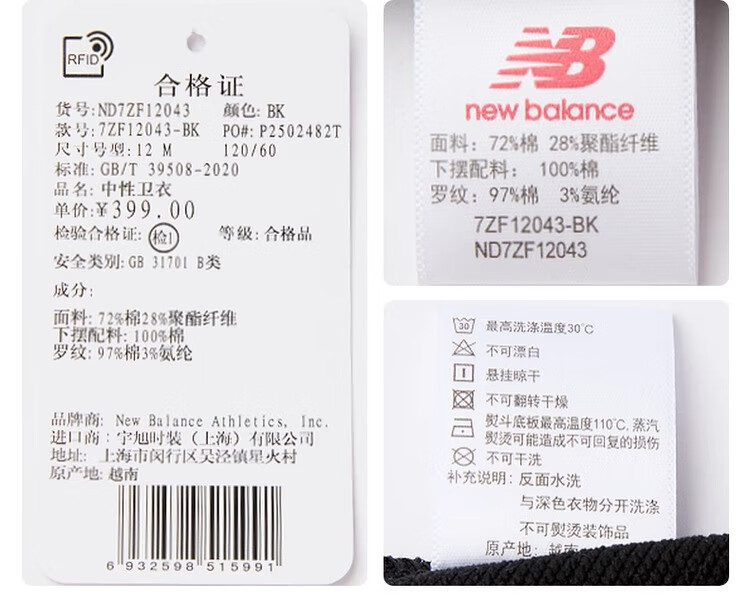 RFID
合格证
货号:ND7ZF12043 颜色: BK
款号:7ZF12043-BK PO#: P2502482T
尺寸号型:12 M 120/60
标准:GB/T 39508-2020
品名:中性卫衣
单价:¥399.00
检验合格证: 检1 等级:合格品
安全类别:GB 31701 B类
成分:
面料:72%棉28%聚酯纤维
下摆配料:100%棉
罗纹:97%棉3%氨纶
品牌商: New Balance Athletics, Inc.
进口商:宇旭时装(上海)有限公司
地址: 上海市闵行区吴泾镇星火村
原产地:越南
6 932598 515991
NB
new balance
面料: 72%棉 28%聚酯纤维
下摆配料: 100%棉
罗纹: 97%棉 3%氨纶
7ZF12043-BK
ND7ZF12043
30 最高洗涤温度30℃
不可漂白
悬挂晾干
不可翻转干燥
熨斗底板最高温度110℃, 蒸汽
熨烫可能造成不可回复的损伤
不可干洗
补充说明: 反面水洗
与深色衣物分开洗涤
不可熨烫装饰品
原产地: 越南